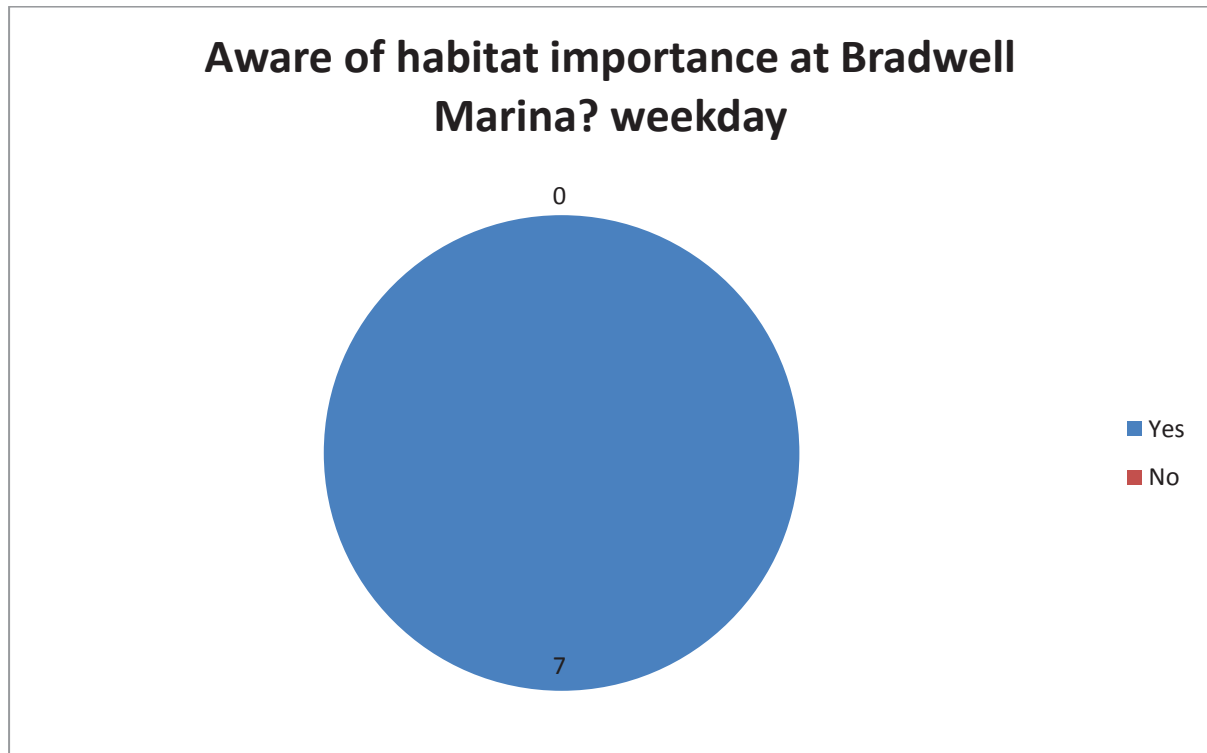 Aware of habitat importance at Bradwell
Marina? weekday
0
7
Yes
No